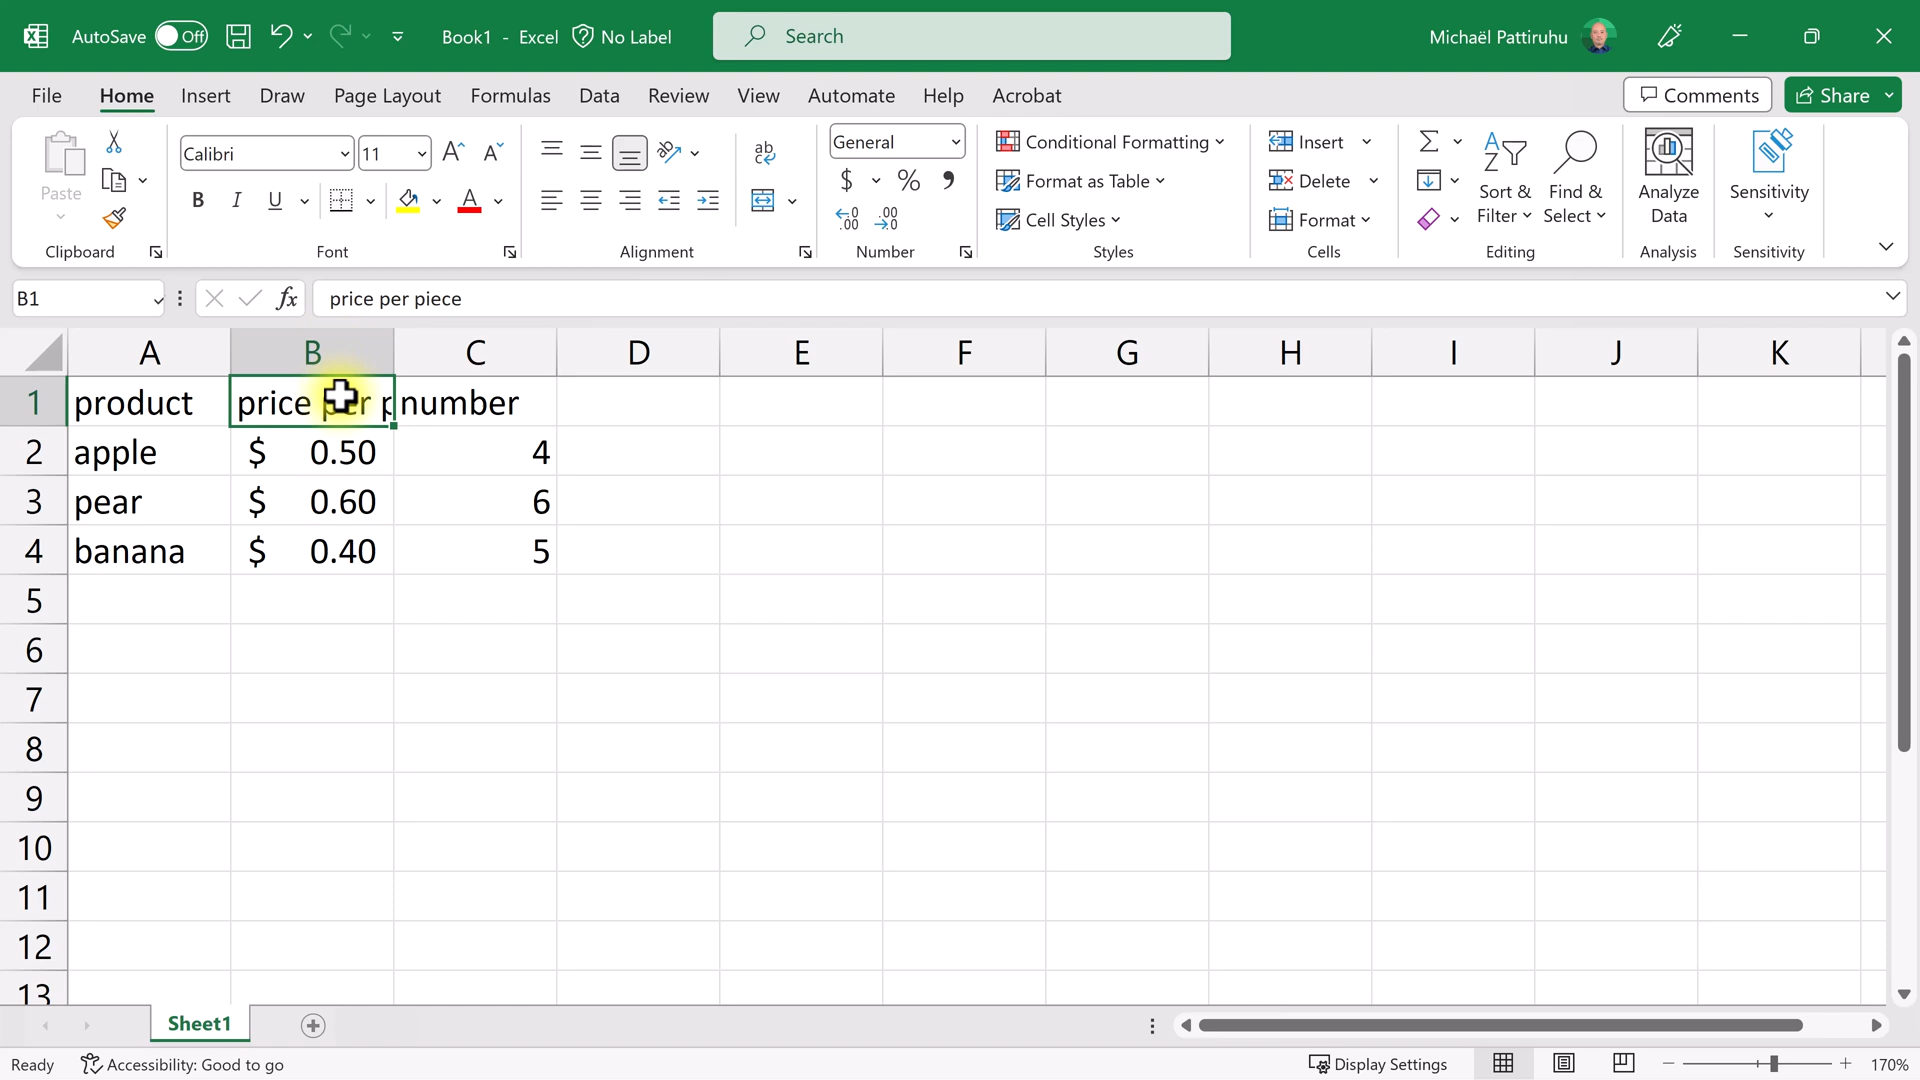 AutoSave Off Book1 - Excel No Label Search Michaël Pattiruhu
File Home Insert Draw Page Layout Formulas Data Review View Automate Help Acrobat Comments Share
Paste
Clipboard
Calibri 11
B I U A
Font
ab
Alignment
General
$ % ,
Number
Conditional Formatting
Format as Table
Cell Styles
Styles
Insert
Delete
Format
Cells
Σ
Sort & Filter
Find & Select
Editing
Analyze Data
Analysis
Sensitivity
Sensitivity
B1 fx price per piece
A B C D E F G H I J K
1 product price per p number
2 apple $ 0.50 4
3 pear $ 0.60 6
4 banana $ 0.40 5
5
6
7
8
9
10
11
12
13
Sheet1
Ready Accessibility: Good to go Display Settings 170%